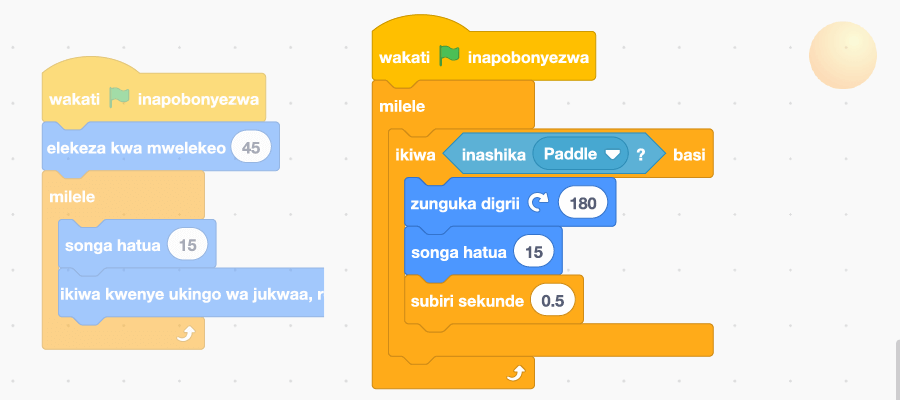 wakati inapobonyezwa
elekeza kwa mwelekeo 45
milele
songa hatua 15
ikiwa kwenye ukingo wa jukwaa,
wakati inapobonyezwa
milele
ikiwa inashika Paddle ? basi
zunguka digrii 180
songa hatua 15
subiri sekunde 0.5